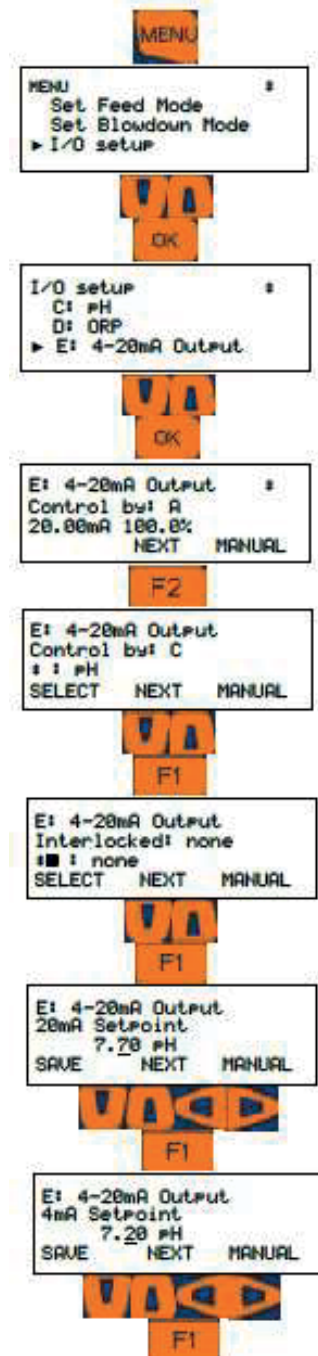 MENU
MENU ↕
Set Feed Mode
Set Blowdown Mode
► I/O setup
OK
I/O setup ↕
C: pH
D: ORP
► E: 4-20mA Output
OK
E: 4-20mA Output ↕
Control by: A
20.00mA 100.0%
NEXT MANUAL
F2
E: 4-20mA Output
Control by: C
↕ : pH
SELECT NEXT MANUAL
F1
E: 4-20mA Output
Interlocked: none
↕■ : none
SELECT NEXT MANUAL
F1
E: 4-20mA Output
20mA Setpoint
7.70 pH
SAVE NEXT MANUAL
F1
E: 4-20mA Output
4mA Setpoint
7.20 pH
SAVE NEXT MANUAL
F1